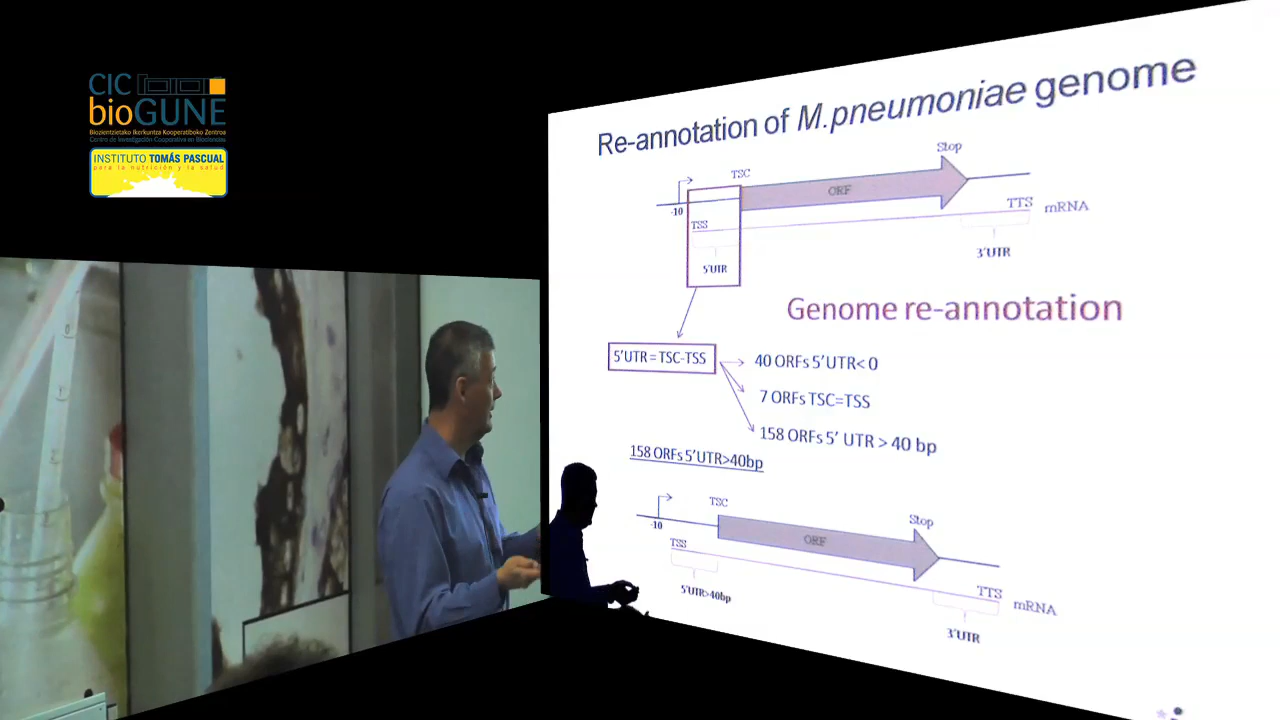 CIC
bioGUNE
Biozientzietako Ikerkuntza Kooperatiboko Zentroa
Centro de Investigación Cooperativa en Biociencias
INSTITUTO TOMÁS PASCUAL
para la nutrición y la salud
Re-annotation of M.pneumoniae genome
TSC
Stop
ORF
-10
TSS
TTS
mRNA
5'UTR
3'UTR
Genome re-annotation
5'UTR = TSC-TSS
40 ORFs 5'UTR< 0
7 ORFs TSC=TSS
158 ORFs 5' UTR > 40 bp
158 ORFs 5'UTR>40bp
TSC
Stop
-10
ORF
TSS
TTS
mRNA
5'UTR>40bp
3'UTR